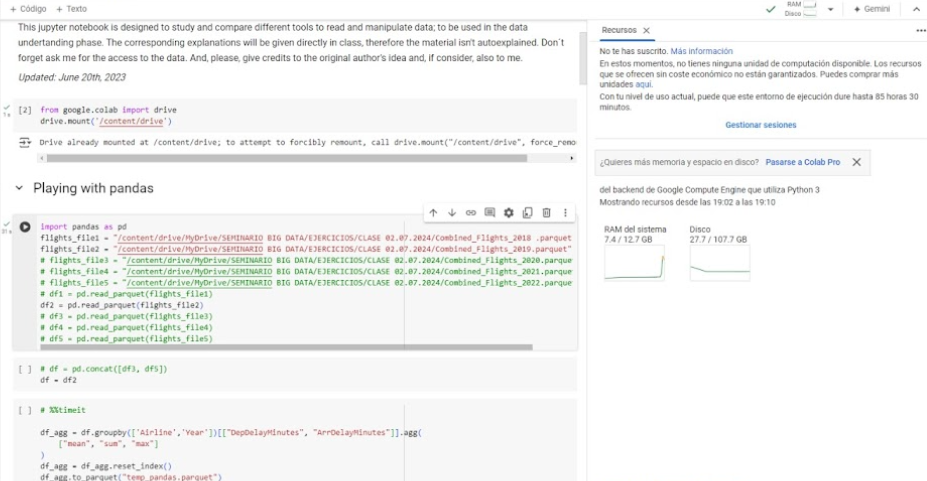 + Código + Texto
RAM
Disco
Gemini
This jupyter notebook is designed to study and compare different tools to read and manipulate data; to be used in the data
undertanding phase. The corresponding explanations will be given directly in class, therefore the material isn't autoexplained. Don´t
forget ask me for the access to the data. And, please, give credits to the original author's idea and, if consider, also to me.
Updated: June 20th, 2023
[2] from google.colab import drive
drive.mount('/content/drive')
Drive already mounted at /content/drive; to attempt to forcibly remount, call drive.mount("/content/drive", force_remo
Playing with pandas
import pandas as pd
flights_file1 = "/content/drive/MyDrive/SEMINARIO BIG DATA/EJERCICIOS/CLASE 02.07.2024/Combined_Flights_2018 .parquet
flights_file2 = "/content/drive/MyDrive/SEMINARIO BIG DATA/EJERCICIOS/CLASE 02.07.2024/Combined_Flights_2019.parquet"
# flights_file3 = "/content/drive/MyDrive/SEMINARIO BIG DATA/EJERCICIOS/CLASE 02.07.2024/Combined_Flights_2020.parque
# flights_file4 = "/content/drive/MyDrive/SEMINARIO BIG DATA/EJERCICIOS/CLASE 02.07.2024/Combined_Flights_2021.parque
# flights_file5 = "/content/drive/MyDrive/SEMINARIO BIG DATA/EJERCICIOS/CLASE 02.07.2024/Combined_Flights_2022.parque
# df1 = pd.read_parquet(flights_file1)
df2 = pd.read_parquet(flights_file2)
# df3 = pd.read_parquet(flights_file3)
# df4 = pd.read_parquet(flights_file4)
# df5 = pd.read_parquet(flights_file5)
[ ] # df = pd.concat([df3, df5])
df = df2
[ ] # %%timeit
df_agg = df.groupby(['Airline','Year'])[["DepDelayMinutes", "ArrDelayMinutes"]].agg(
["mean", "sum", "max"]
)
df_agg = df_agg.reset_index()
df_agg.to_parquet("temp_pandas.parquet")
Recursos
No te has suscrito. Más información
En estos momentos, no tienes ninguna unidad de computación disponible. Los recursos
que se ofrecen sin coste económico no están garantizados. Puedes comprar más
unidades aquí.
Con tu nivel de uso actual, puede que este entorno de ejecución dure hasta 85 horas 30
minutos.
Gestionar sesiones
¿Quieres más memoria y espacio en disco? Pasarse a Colab Pro
del backend de Google Compute Engine que utiliza Python 3
Mostrando recursos desde las 19:02 a las 19:10
RAM del sistema Disco
7.4 / 12.7 GB 27.7 / 107.7 GB